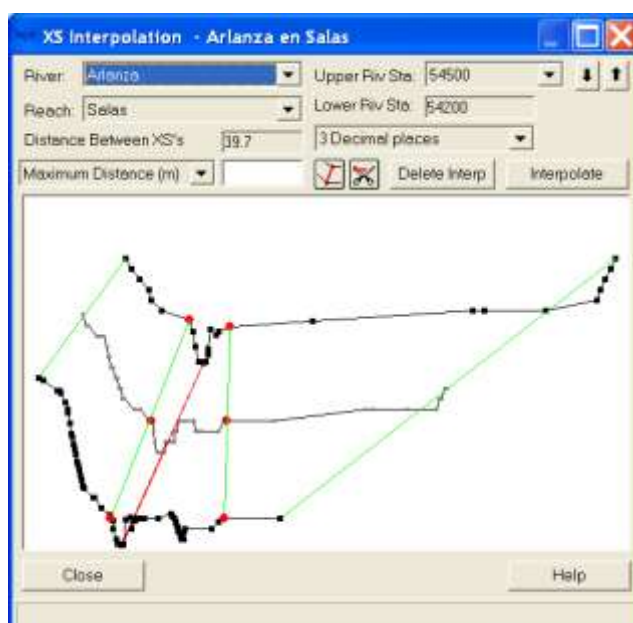 XS Interpolation - Arlanza en Salas
River: Arlanza Upper Riv Sta: 54500
Reach: Salas Lower Riv Sta: 54200
Distance Between XS's 39.7 3 Decimal places
Maximum Distance (m) Delete Interp Interpolate
Close Help